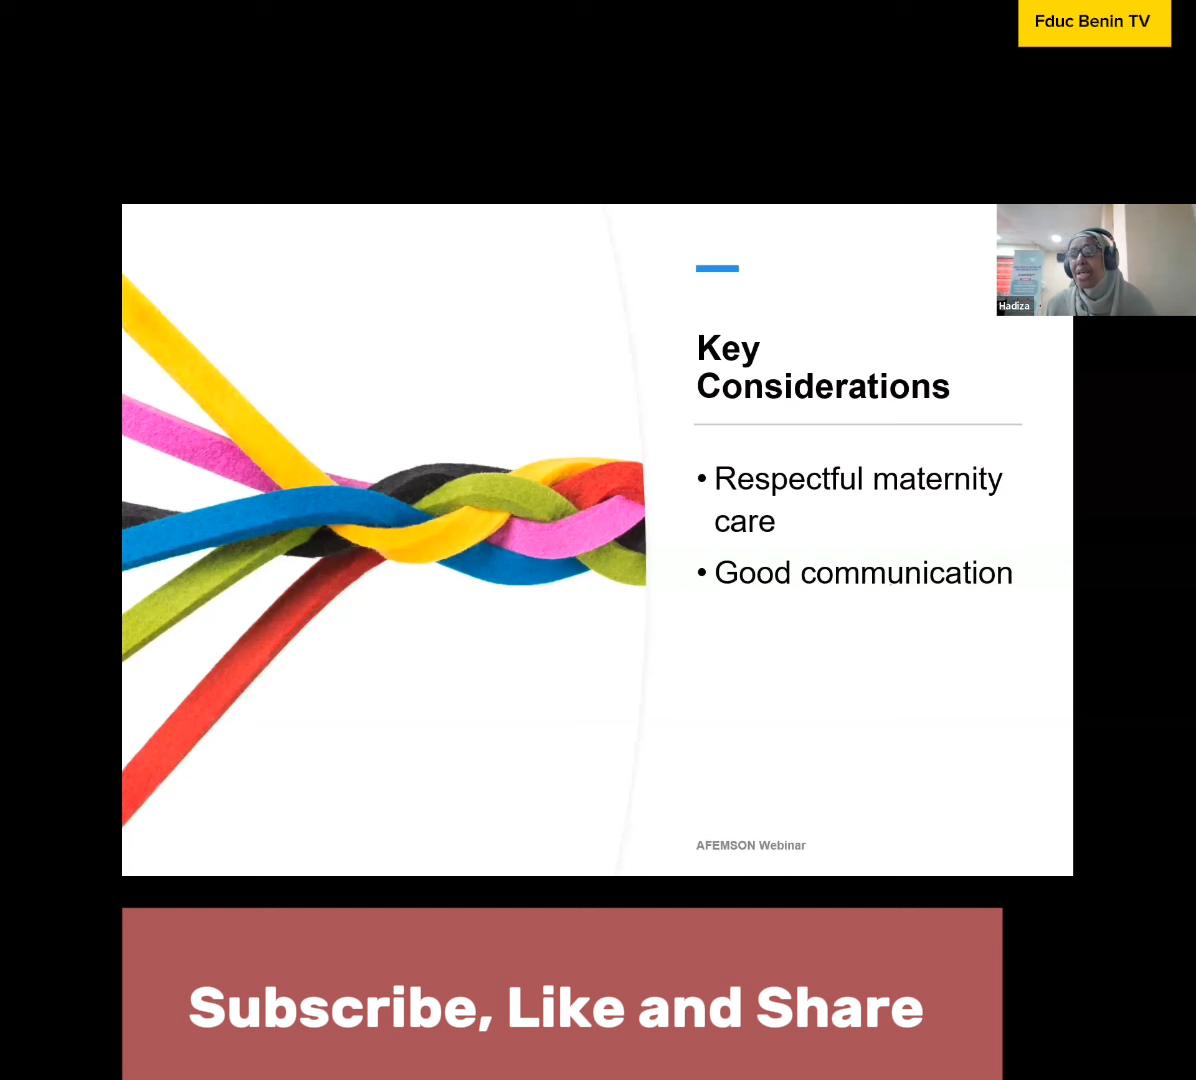 Fduc Benin TV
Hadiza
Key
Considerations
• Respectful maternity
care
• Good communication
AFEMSON Webinar
Subscribe, Like and Share